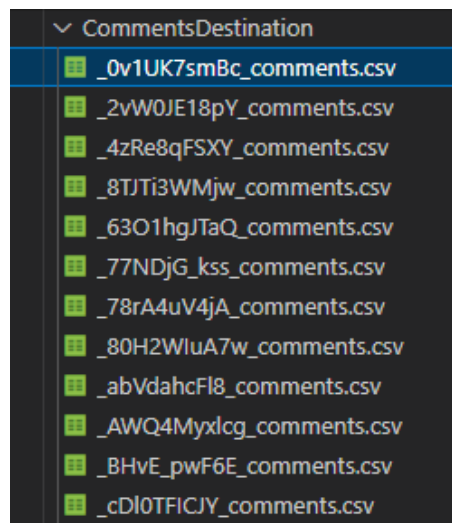 CommentsDestination
_0v1UK7smBc_comments.csv
_2vW0JE18pY_comments.csv
_4zRe8qFSXY_comments.csv
_8TJTi3WMjw_comments.csv
_63O1hgJTaQ_comments.csv
_77NDjG_kss_comments.csv
_78rA4uV4jA_comments.csv
_80H2WIuA7w_comments.csv
_abVdahcFl8_comments.csv
_AWQ4Myxlcg_comments.csv
_BHvE_pwF6E_comments.csv
_cDl0TFICJY_comments.csv